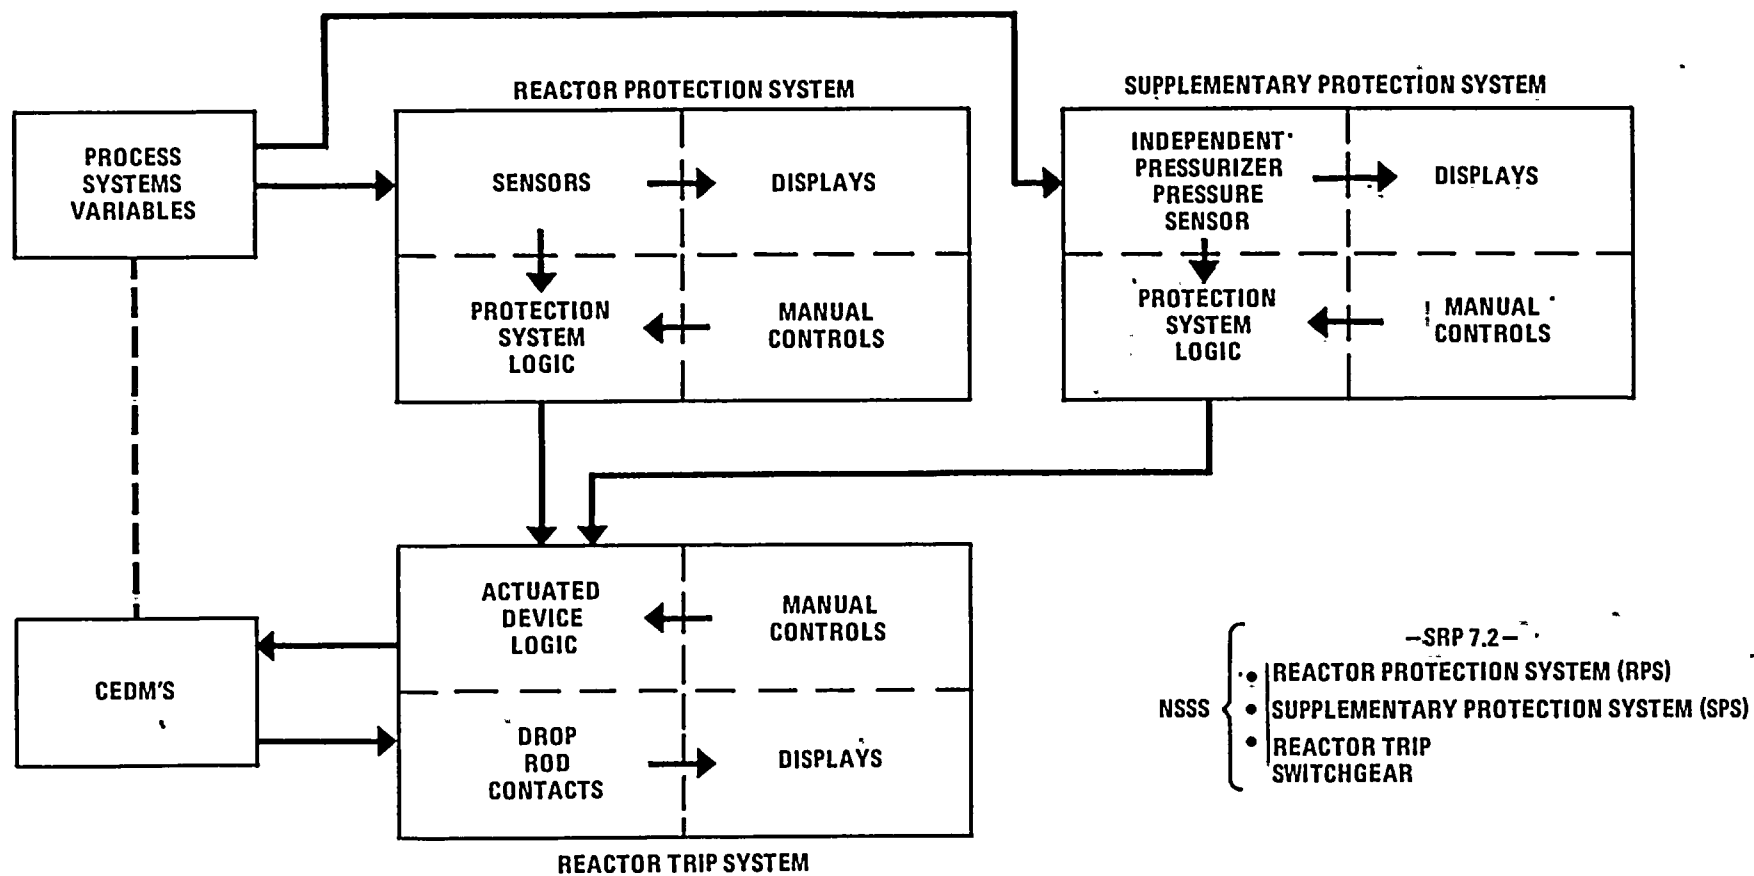 REACTOR PROTECTION SYSTEM
SUPPLEMENTARY PROTECTION SYSTEM
PROCESS
SYSTEMS
VARIABLES
SENSORS
DISPLAYS
PROTECTION
SYSTEM
LOGIC
MANUAL
CONTROLS
INDEPENDENT
PRESSURIZER
PRESSURE
SENSOR
DISPLAYS
PROTECTION
SYSTEM
LOGIC
MANUAL
CONTROLS
ACTUATED
DEVICE
LOGIC
MANUAL
CONTROLS
CEDM'S
DROP
ROD
CONTACTS
DISPLAYS
REACTOR TRIP SYSTEM
NSSS
–SRP 7.2–
• REACTOR PROTECTION SYSTEM (RPS)
• SUPPLEMENTARY PROTECTION SYSTEM (SPS)
• REACTOR TRIP
SWITCHGEAR